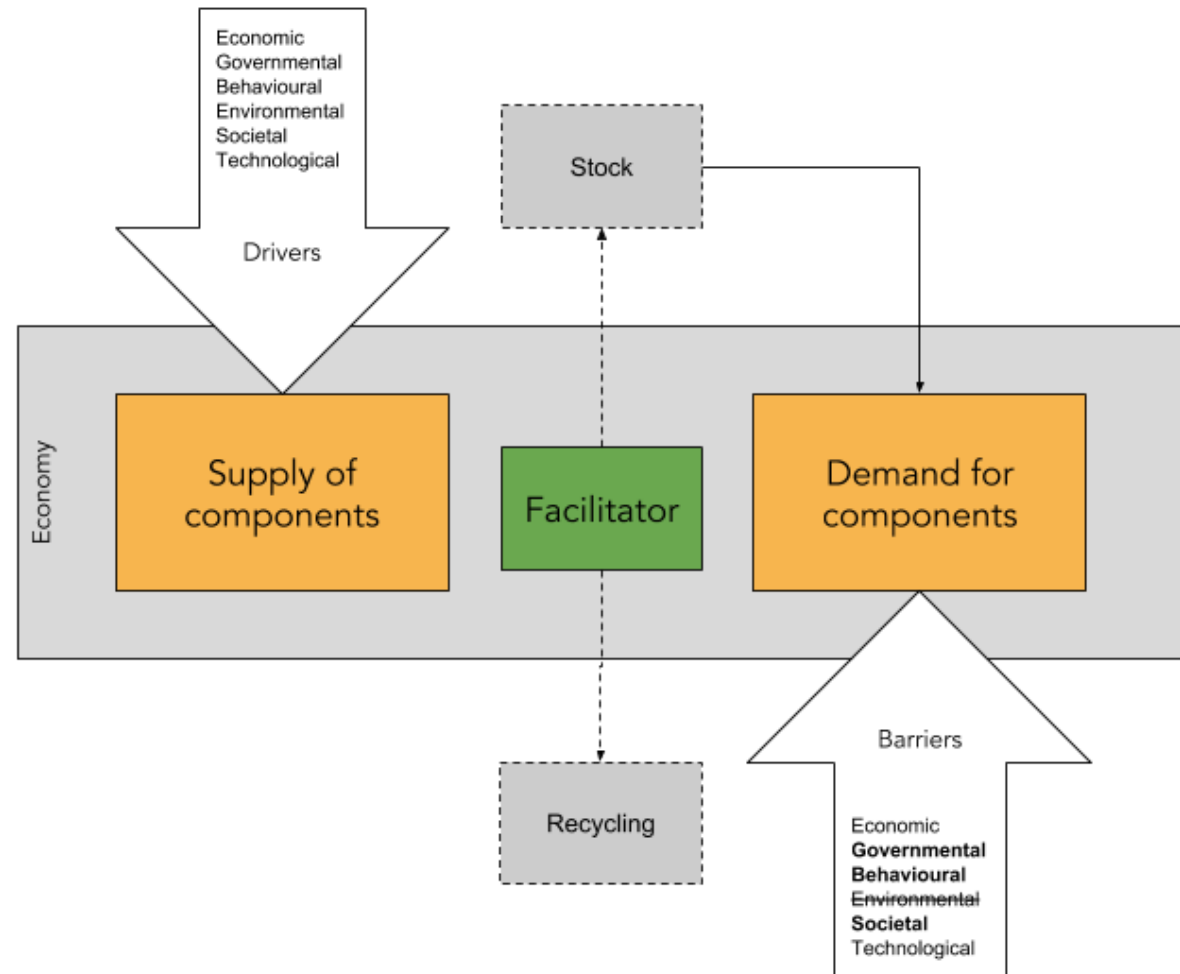 Economic
Governmental
Behavioural
Environmental
Societal
Technological
Drivers
Stock
Economy
Supply of
components
Facilitator
Demand for
components
Recycling
Barriers
Economic
Governmental
Behavioural
Environmental
Societal
Technological